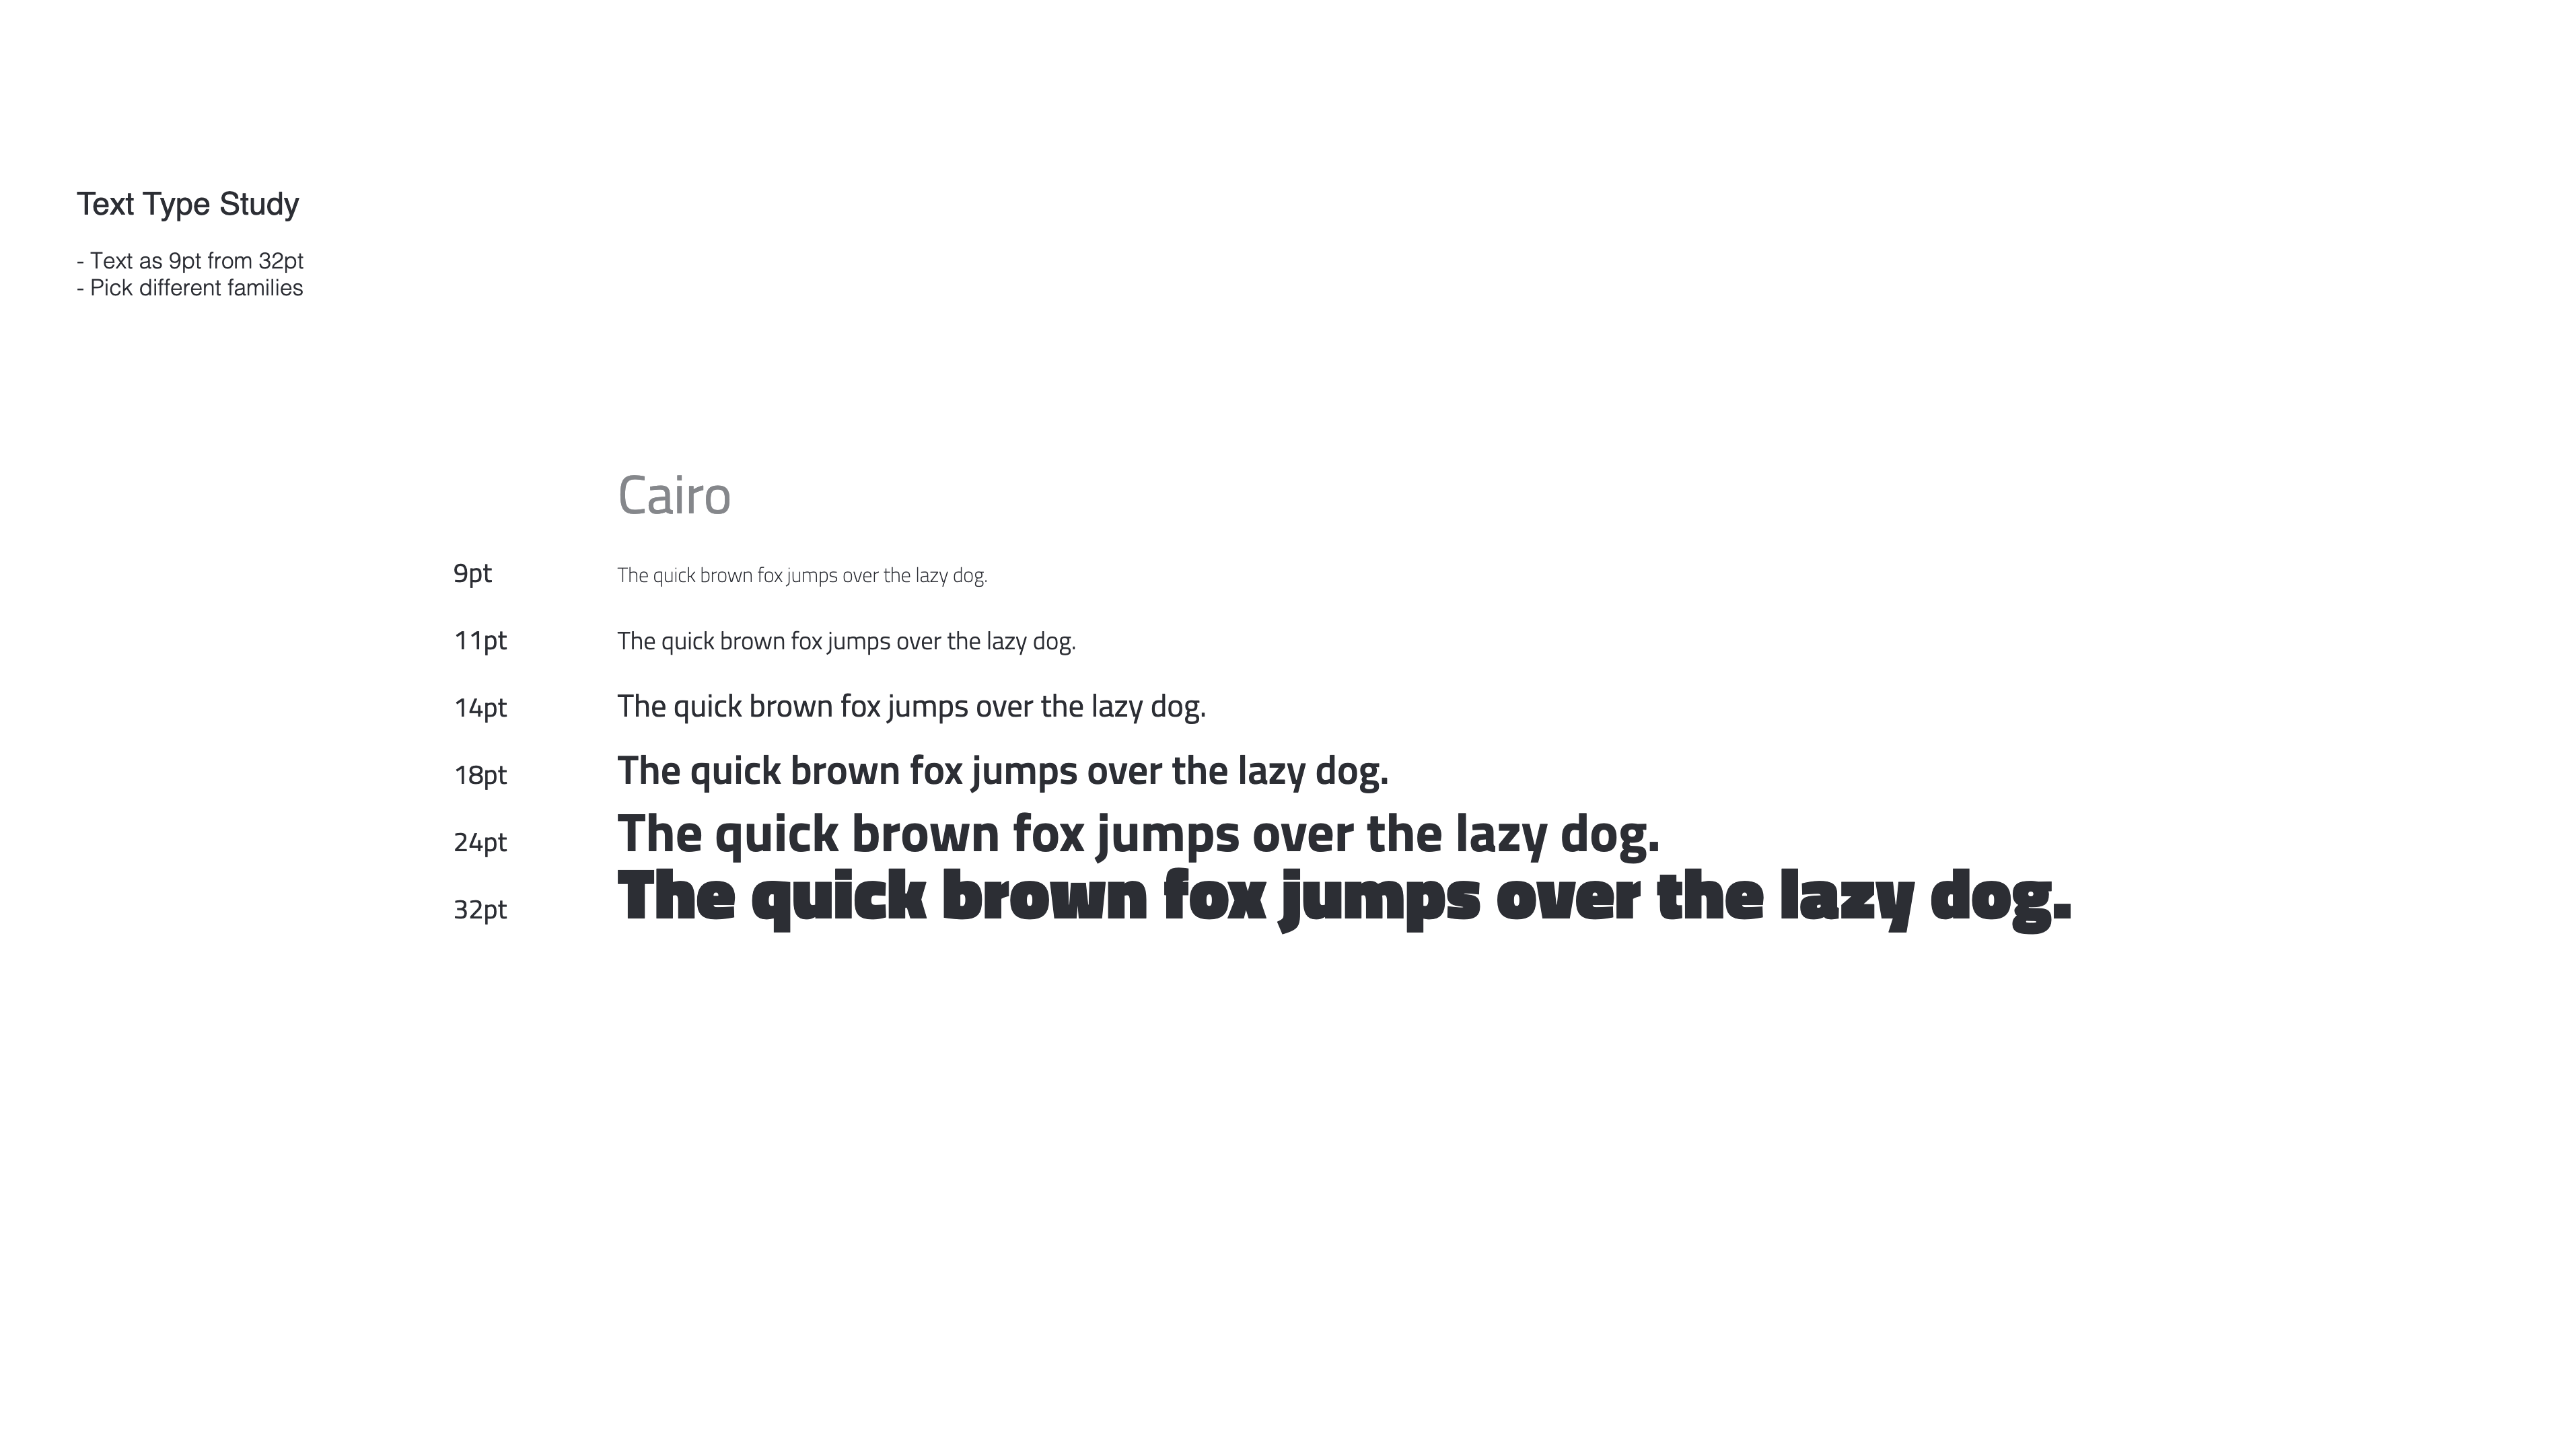 Text Type Study
- Text as 9pt from 32pt
- Pick different families
Cairo
9pt The quick brown fox jumps over the lazy dog.
11pt The quick brown fox jumps over the lazy dog.
14pt The quick brown fox jumps over the lazy dog.
18pt The quick brown fox jumps over the lazy dog.
24pt The quick brown fox jumps over the lazy dog.
32pt The quick brown fox jumps over the lazy dog.